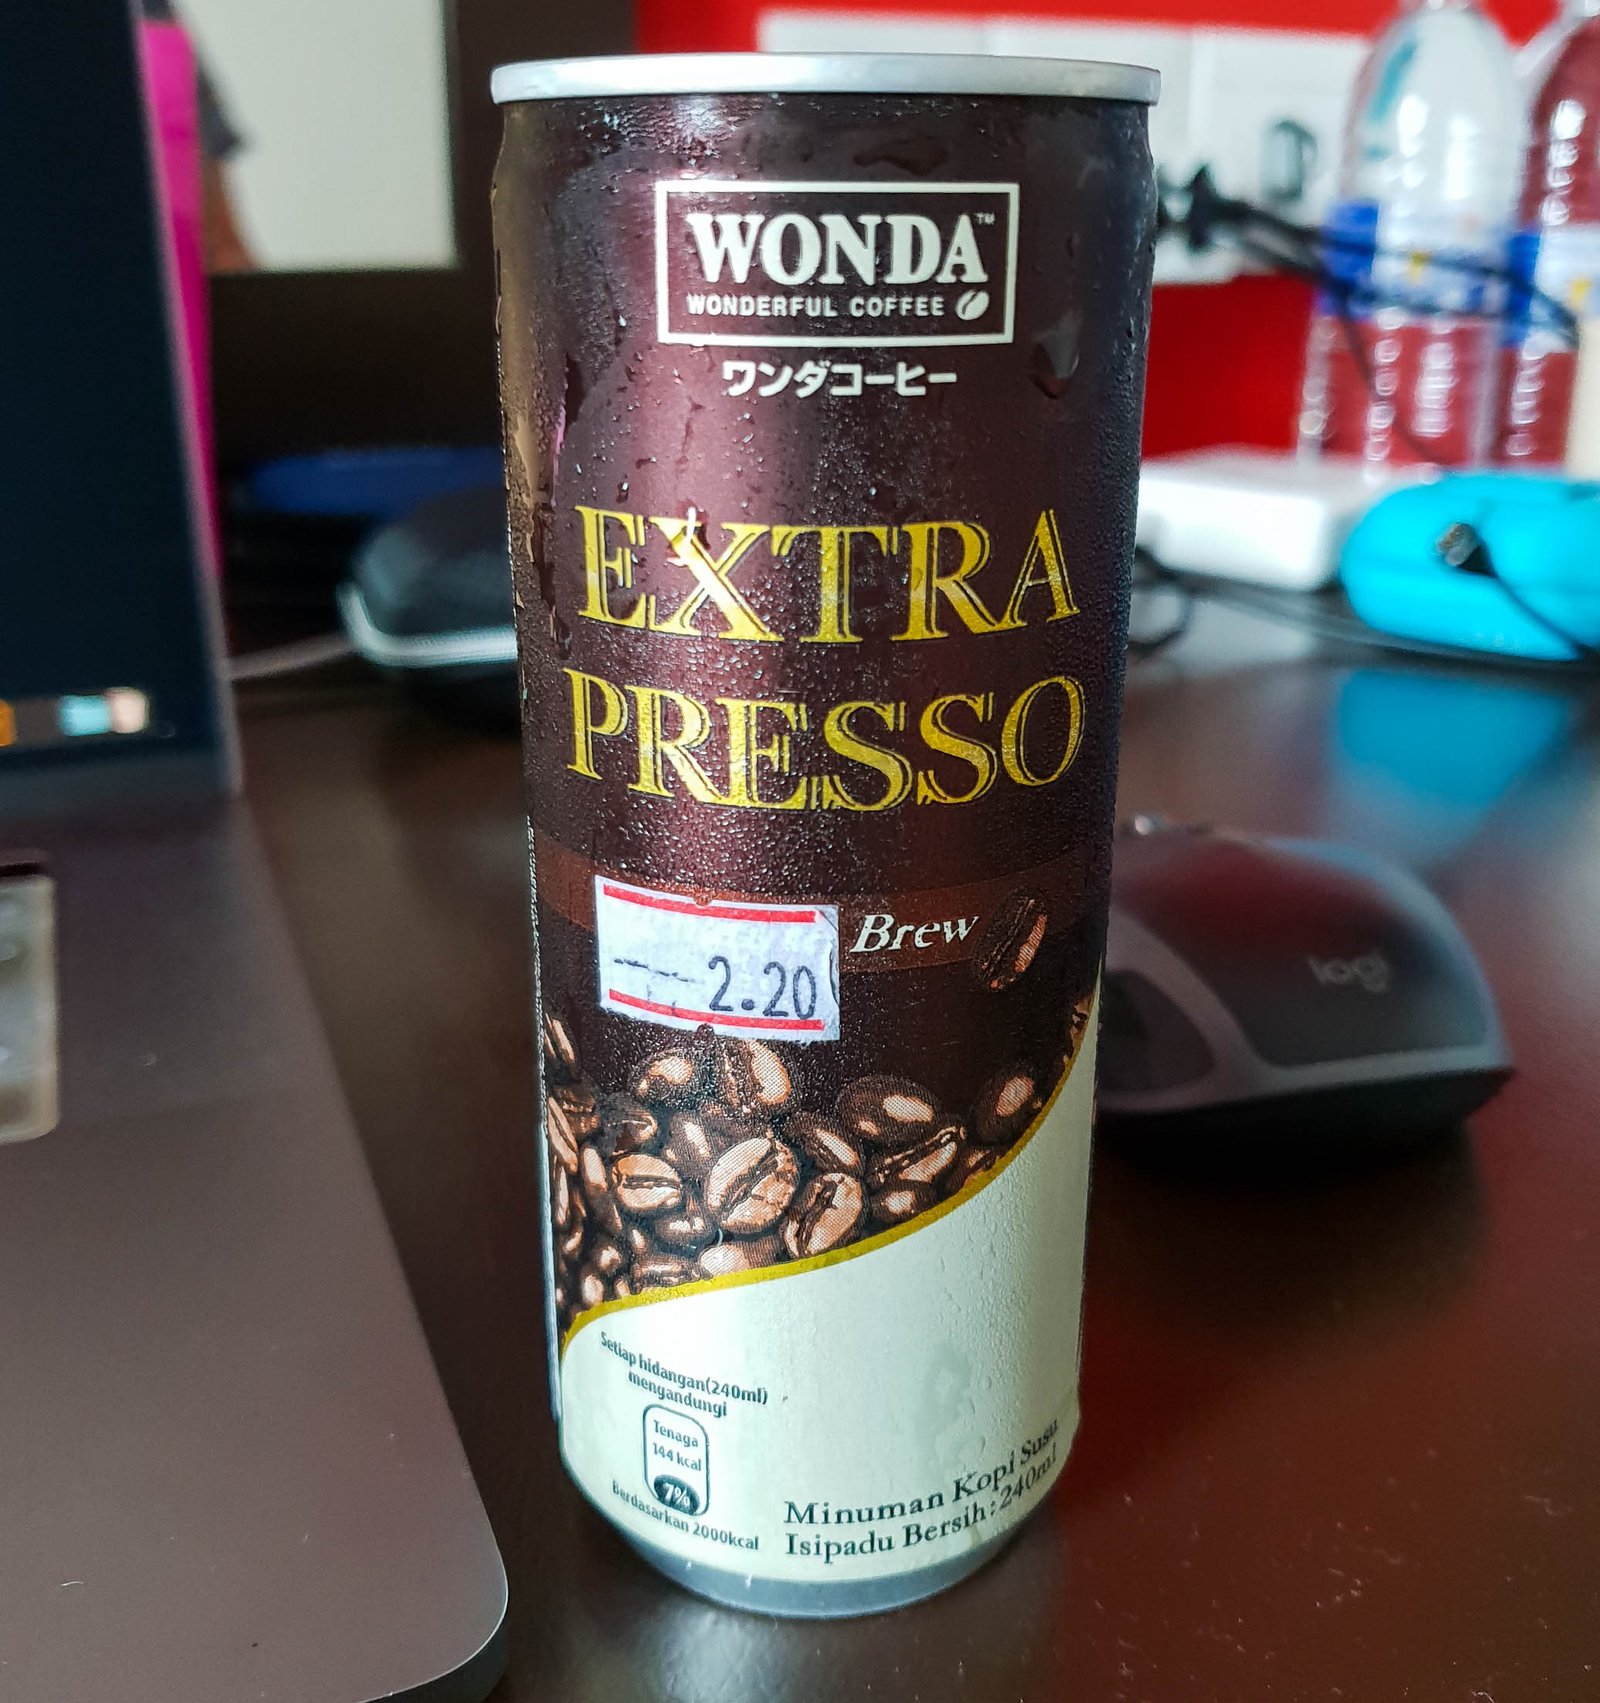 WONDA™
WONDERFUL COFFEE
ワンダコーヒー
EXTRA
PRESSO
Brew
2.20
Setiap hidangan(240ml)
mengandungi
Tenaga
144 kcal
7%
Berdasarkan 2000kcal
Minuman Kopi Susu
Isipadu Bersih:240ml
logi